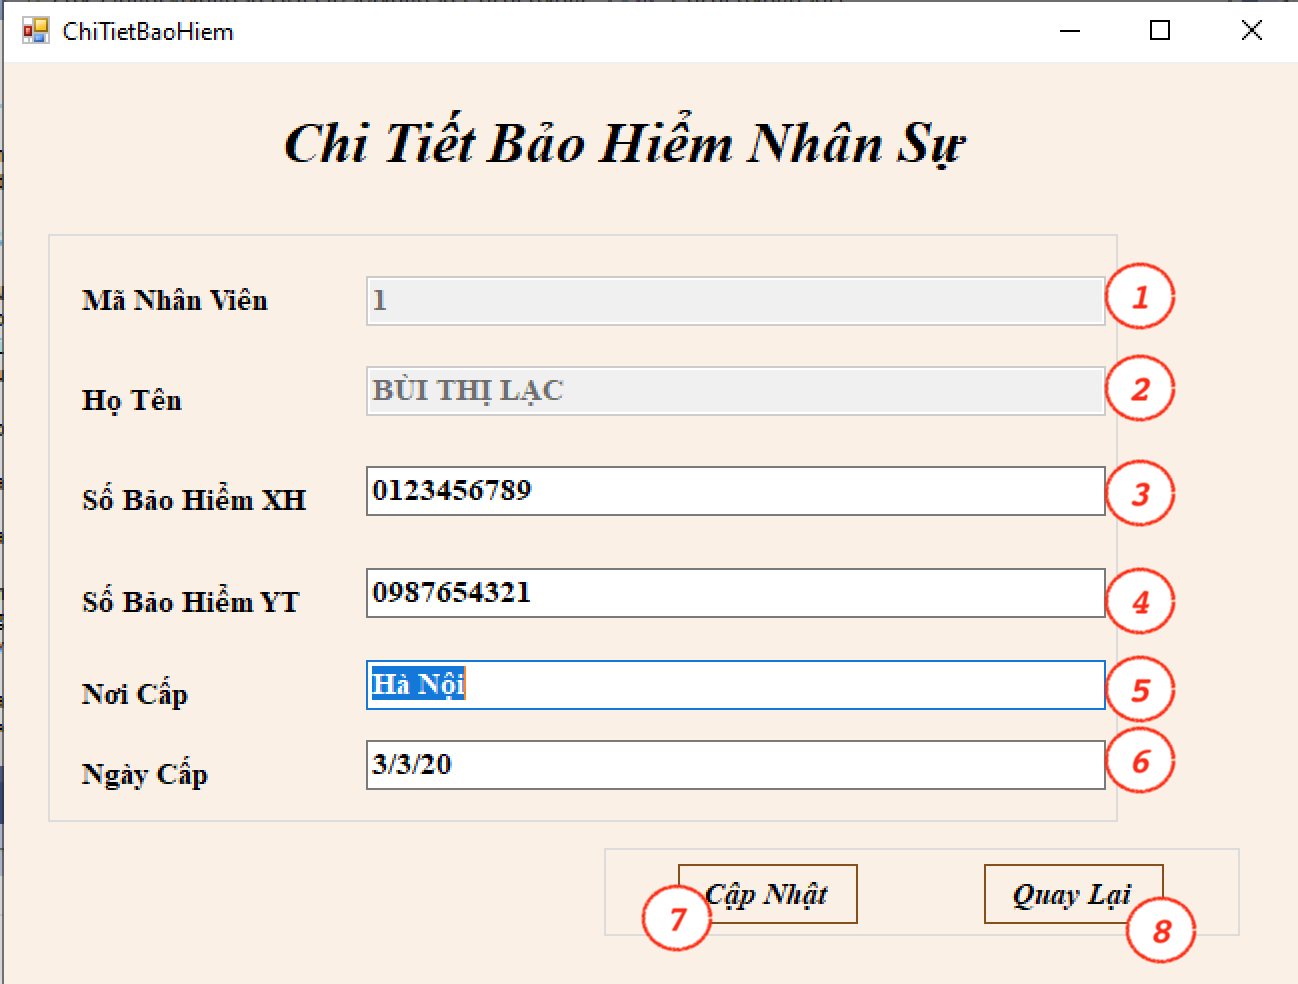 ChiTietBaoHiem
Chi Tiết Bảo Hiểm Nhân Sự
Mã Nhân Viên 1 1
Họ Tên BÙI THỊ LẠC 2
Số Bảo Hiểm XH 0123456789 3
Số Bảo Hiểm YT 0987654321 4
Nơi Cấp Hà Nội 5
Ngày Cấp 3/3/20 6
7 Cập Nhật Quay Lại 8